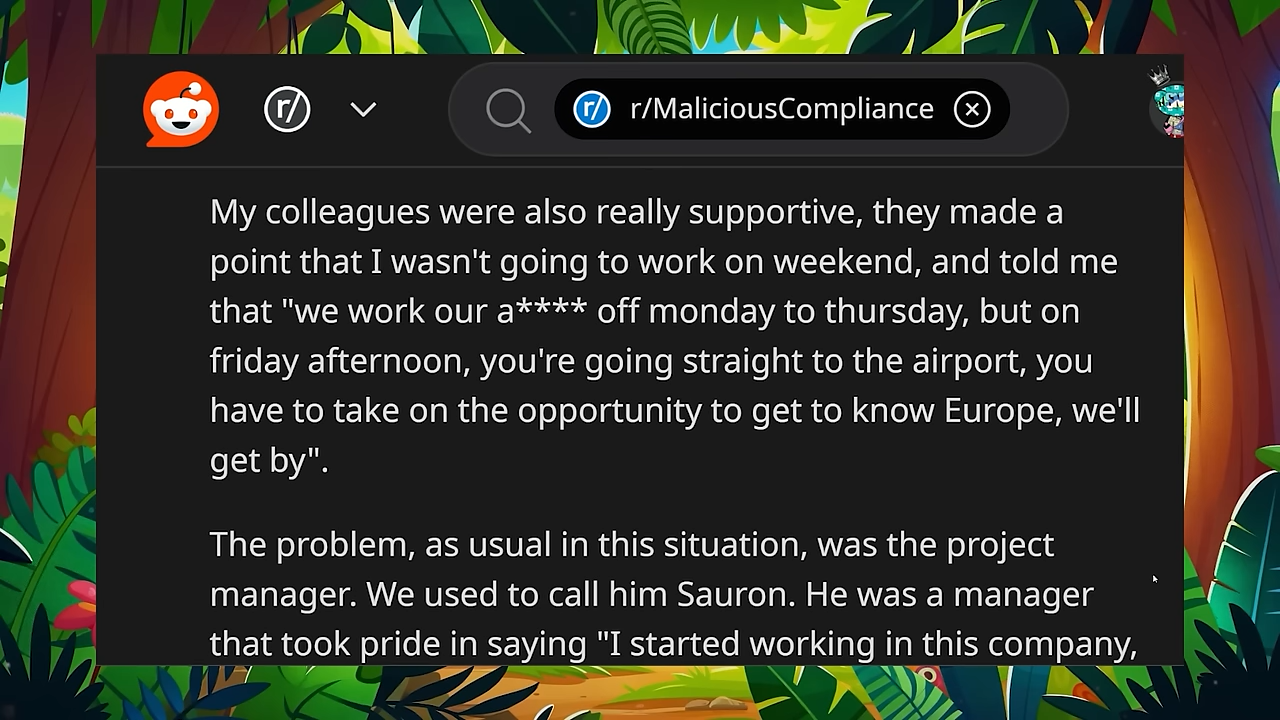 r/ r/ r/MaliciousCompliance
My colleagues were also really supportive, they made a
point that I wasn't going to work on weekend, and told me
that "we work our a**** off monday to thursday, but on
friday afternoon, you're going straight to the airport, you
have to take on the opportunity to get to know Europe, we'll
get by".
The problem, as usual in this situation, was the project
manager. We used to call him Sauron. He was a manager
that took pride in saying "I started working in this company,